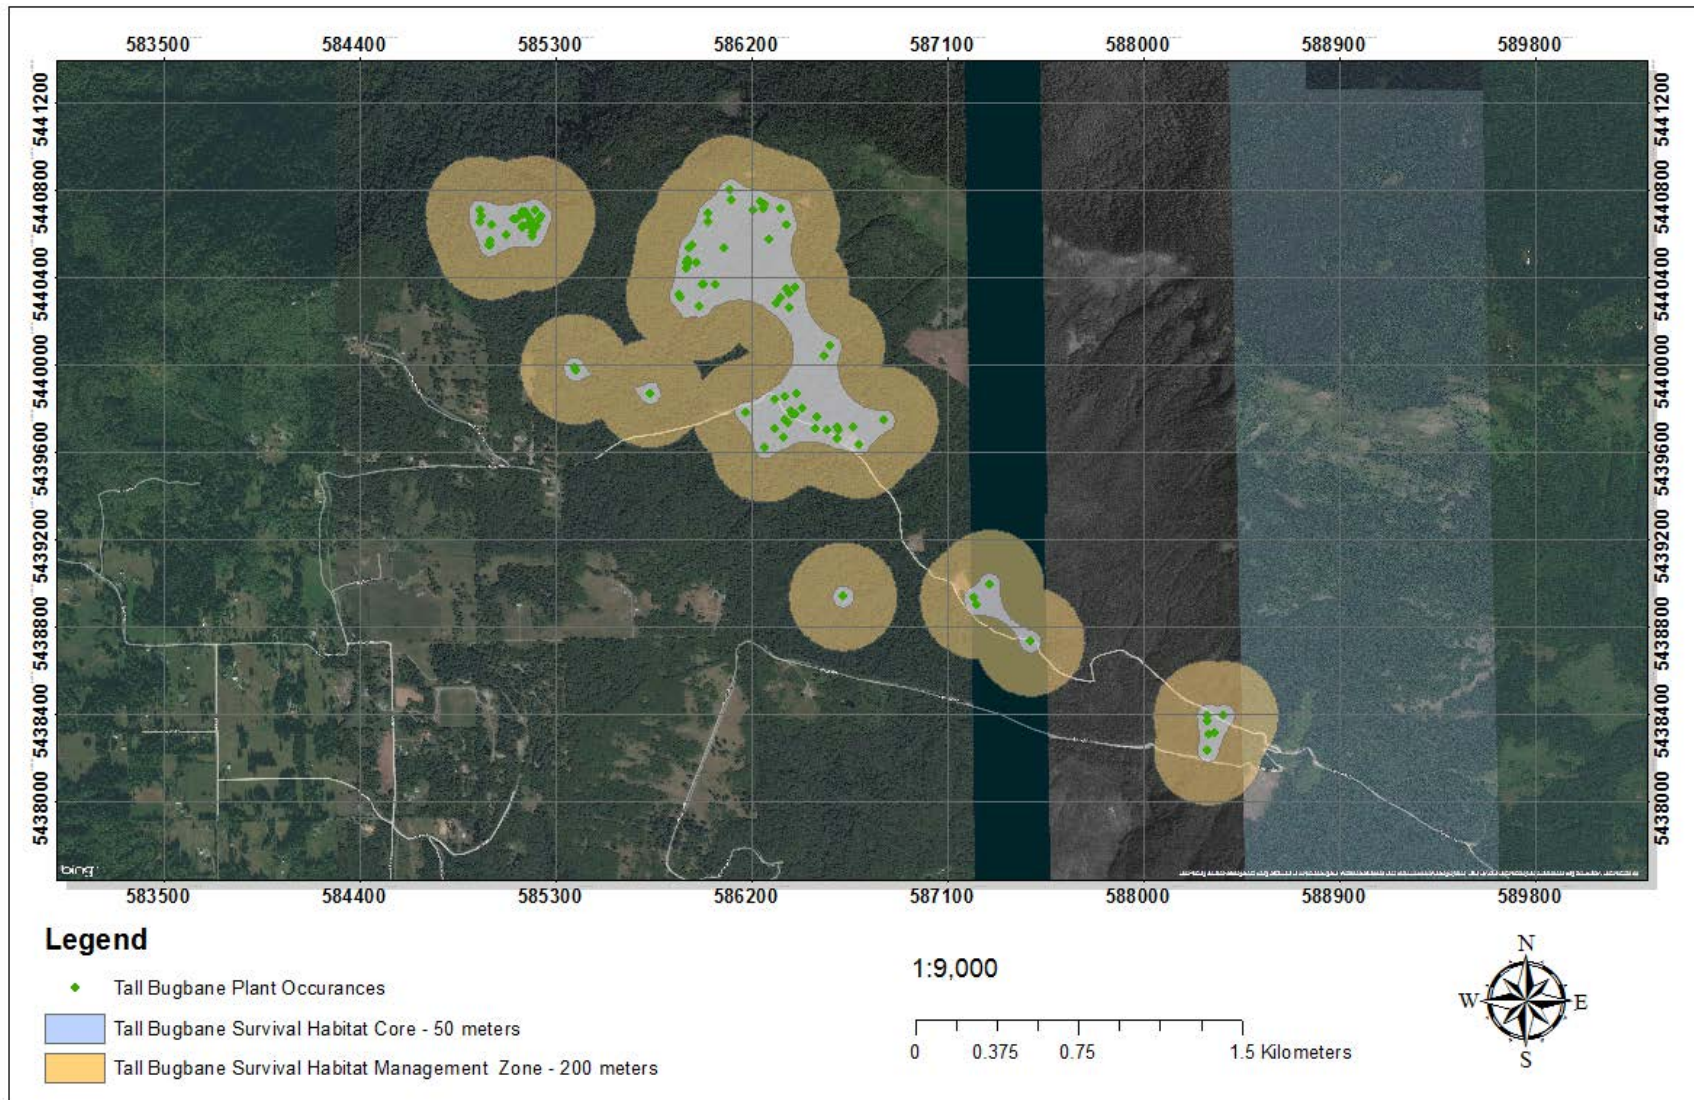 583500 584400 585300 586200 587100 588000 588900 589800
5441200 5441200
5440800 5440800
5440400 5440400
5440000 5440000
5439600 5439600
5439200 5439200
5438800 5438800
5438400 5438400
5438000 5438000
bing
583500 584400 585300 586200 587100 588000 588900 589800
Legend
Tall Bugbane Plant Occurances
Tall Bugbane Survival Habitat Core - 50 meters
Tall Bugbane Survival Habitat Management Zone - 200 meters
1:9,000
0 0.375 0.75 1.5 Kilometers
N
W E
S